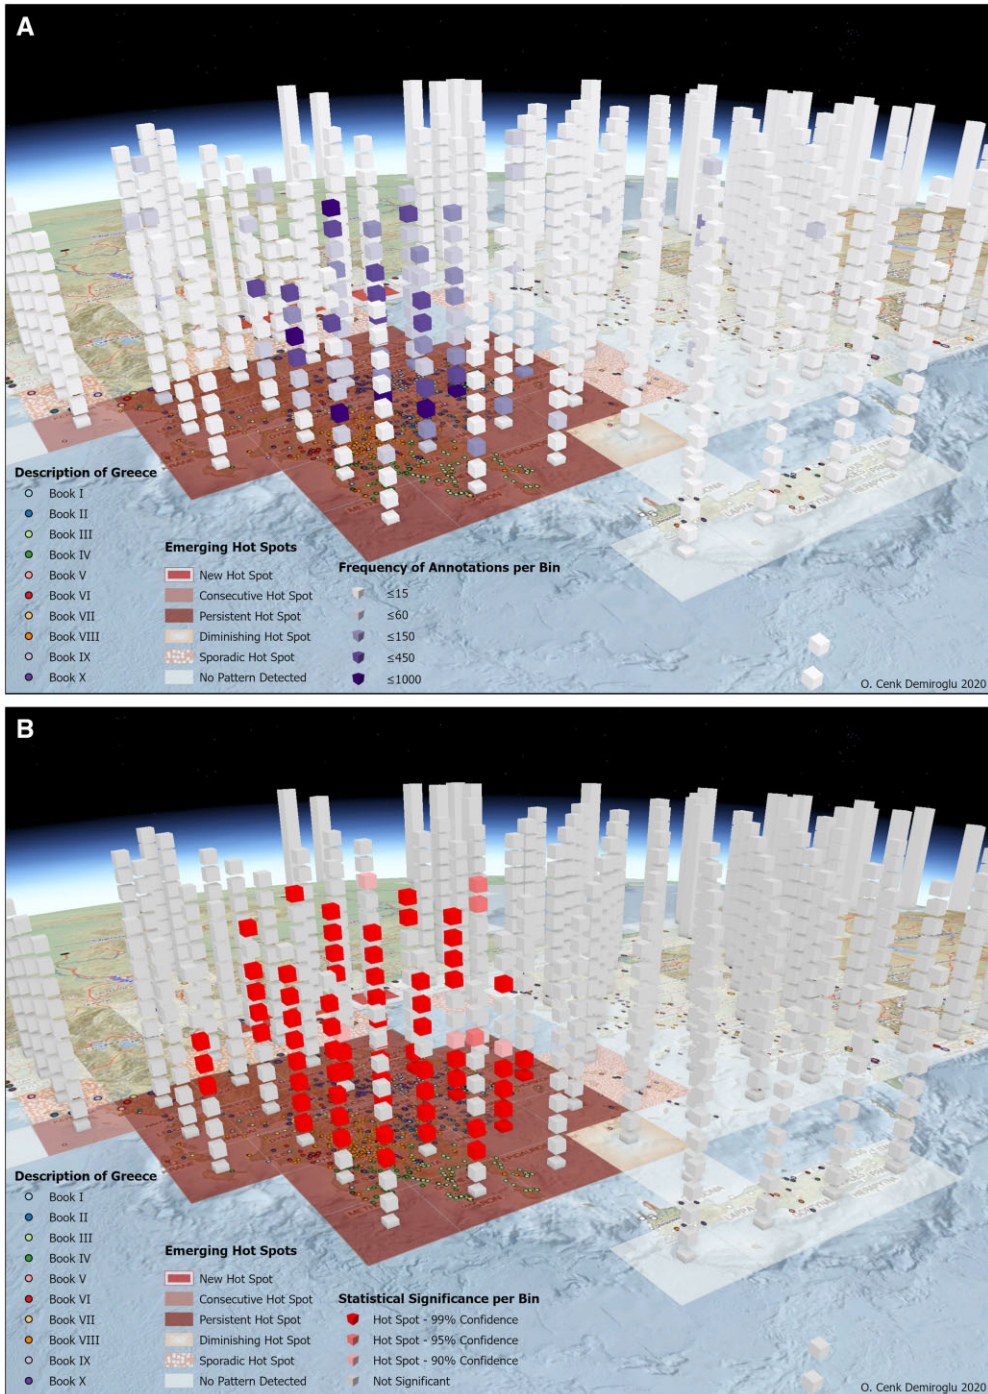 A
Description of Greece
Book I
Book II
Book III
Book IV
Book V
Book VI
Book VII
Book VIII
Book IX
Book X
Emerging Hot Spots
New Hot Spot
Consecutive Hot Spot
Persistent Hot Spot
Diminishing Hot Spot
Sporadic Hot Spot
No Pattern Detected
Frequency of Annotations per Bin
≤15
≤60
≤150
≤450
≤1000
O. Cenk Demiroglu 2020
B
Description of Greece
Book I
Book II
Book III
Book IV
Book V
Book VI
Book VII
Book VIII
Book IX
Book X
Emerging Hot Spots
New Hot Spot
Consecutive Hot Spot
Persistent Hot Spot
Diminishing Hot Spot
Sporadic Hot Spot
No Pattern Detected
Statistical Significance per Bin
Hot Spot - 99% Confidence
Hot Spot - 95% Confidence
Hot Spot - 90% Confidence
Not Significant
O. Cenk Demiroglu 2020